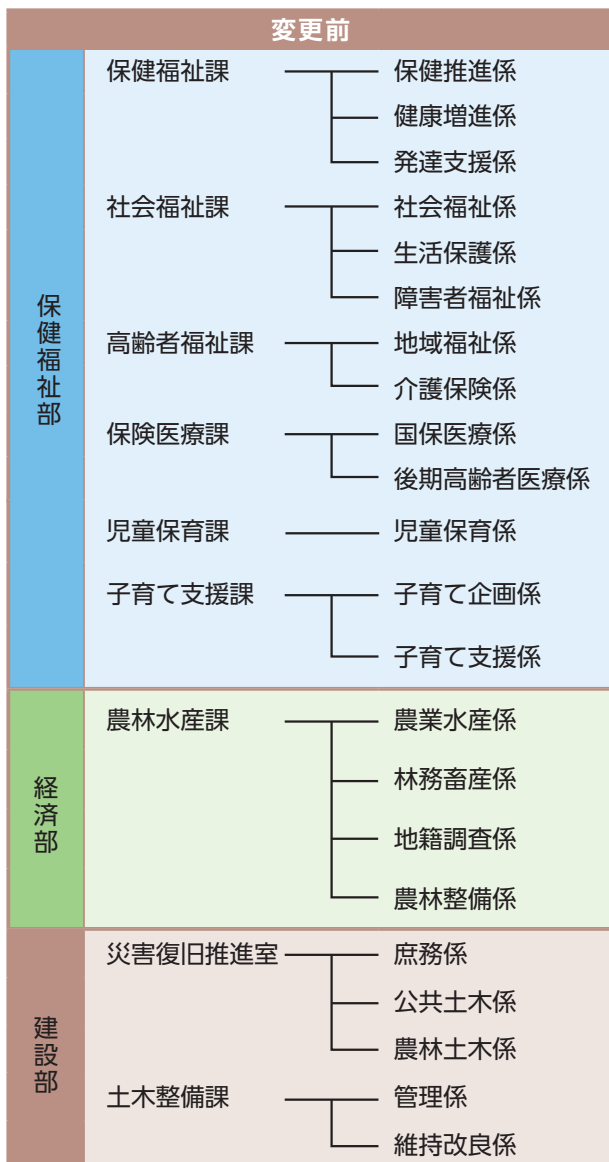 変更前
保健福祉部
保健福祉課
保健推進係
健康増進係
発達支援係
社会福祉課
社会福祉係
生活保護係
障害者福祉係
高齢者福祉課
地域福祉係
介護保険係
保険医療課
国保医療係
後期高齢者医療係
児童保育課
児童保育係
子育て支援課
子育て企画係
子育て支援係
経済部
農林水産課
農業水産係
林務畜産係
地籍調査係
農林整備係
建設部
災害復旧推進室
庶務係
公共土木係
農林土木係
土木整備課
管理係
維持改良係